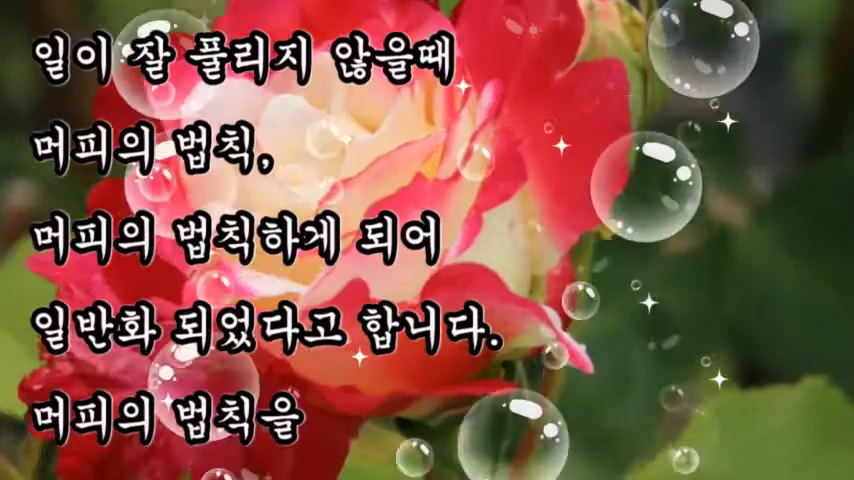 일이 잘 풀리지 않을때
머피의 법칙,
머피의 법칙하게 되어
일반화 되었다고 합니다.
머피의 법칙을